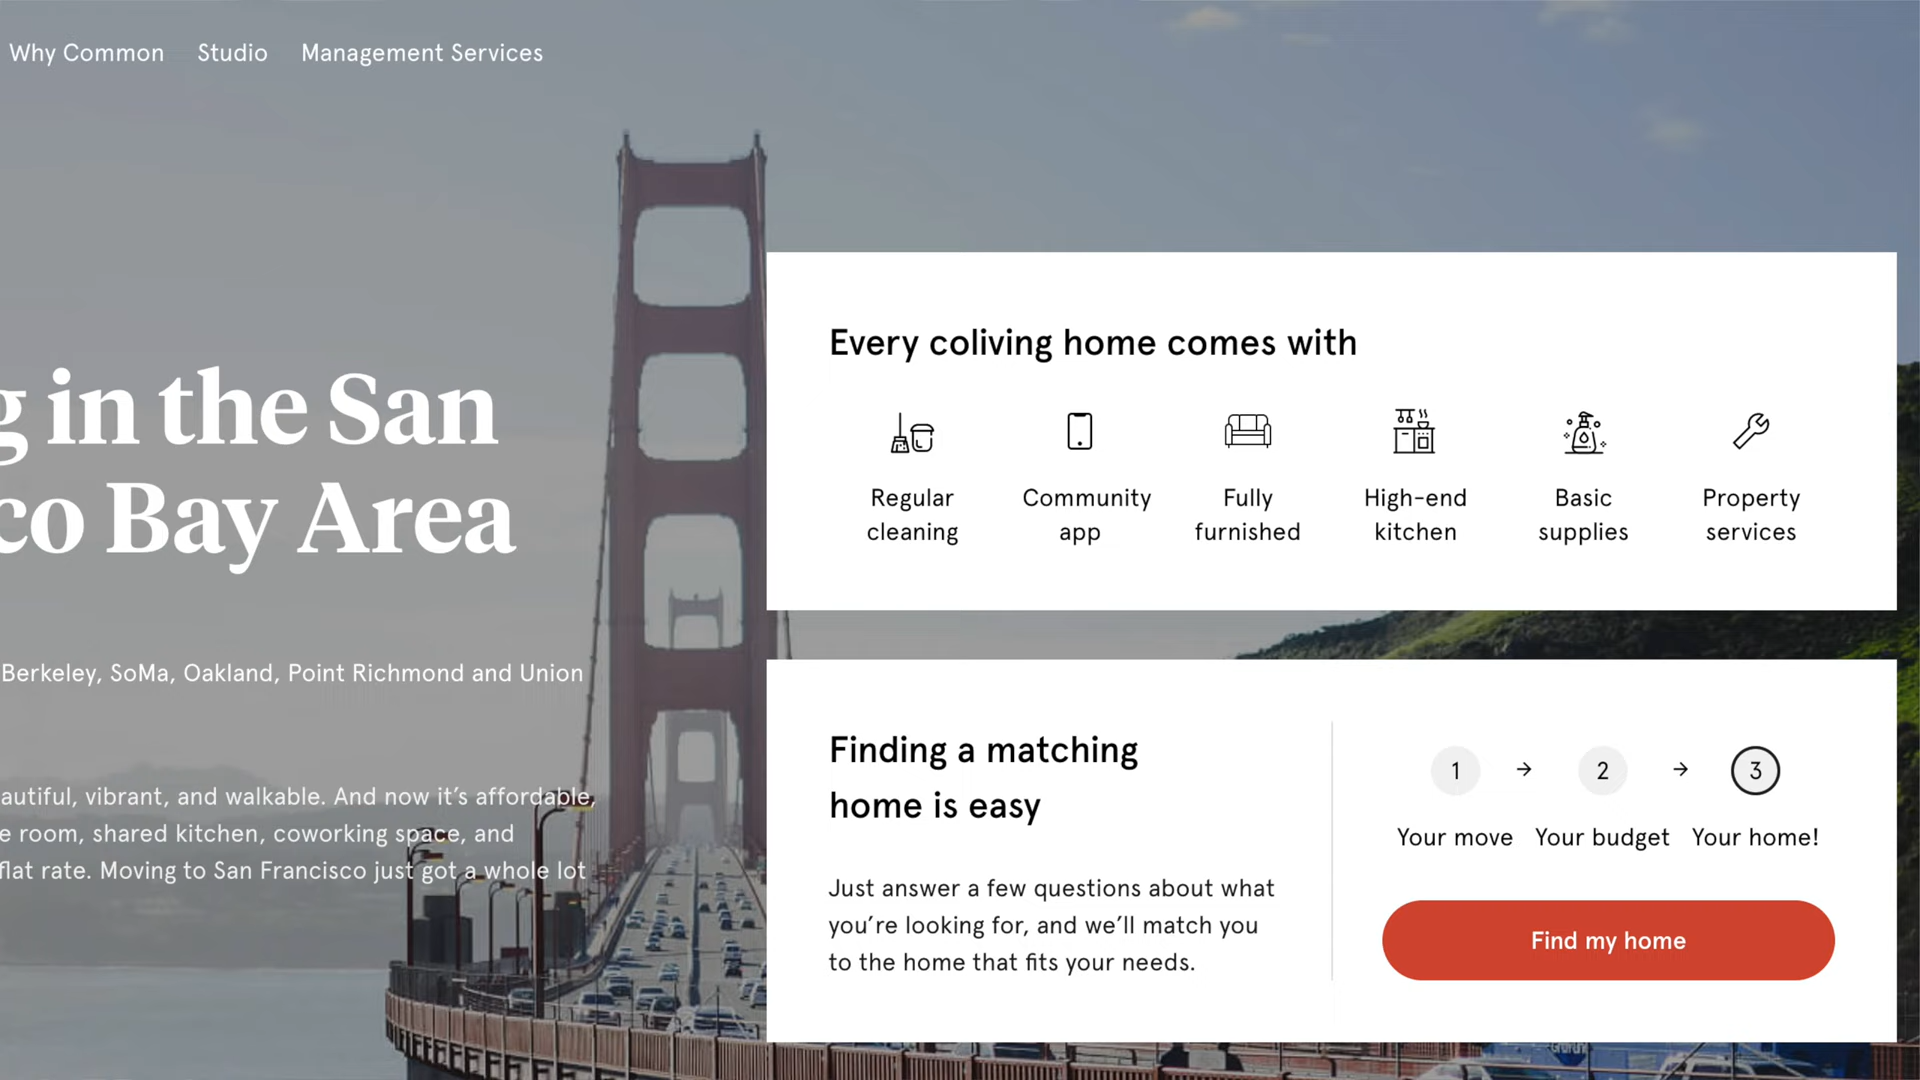 Why Common Studio Management Services
g in the San
co Bay Area
Berkeley, SoMa, Oakland, Point Richmond and Union
autiful, vibrant, and walkable. And now it’s affordable,
e room, shared kitchen, coworking space, and
flat rate. Moving to San Francisco just got a whole lot
Every coliving home comes with
Regular
cleaning
Community
app
Fully
furnished
High-end
kitchen
Basic
supplies
Property
services
Finding a matching
home is easy
Just answer a few questions about what
you’re looking for, and we’ll match you
to the home that fits your needs.
1 → 2 → 3
Your move Your budget Your home!
Find my home